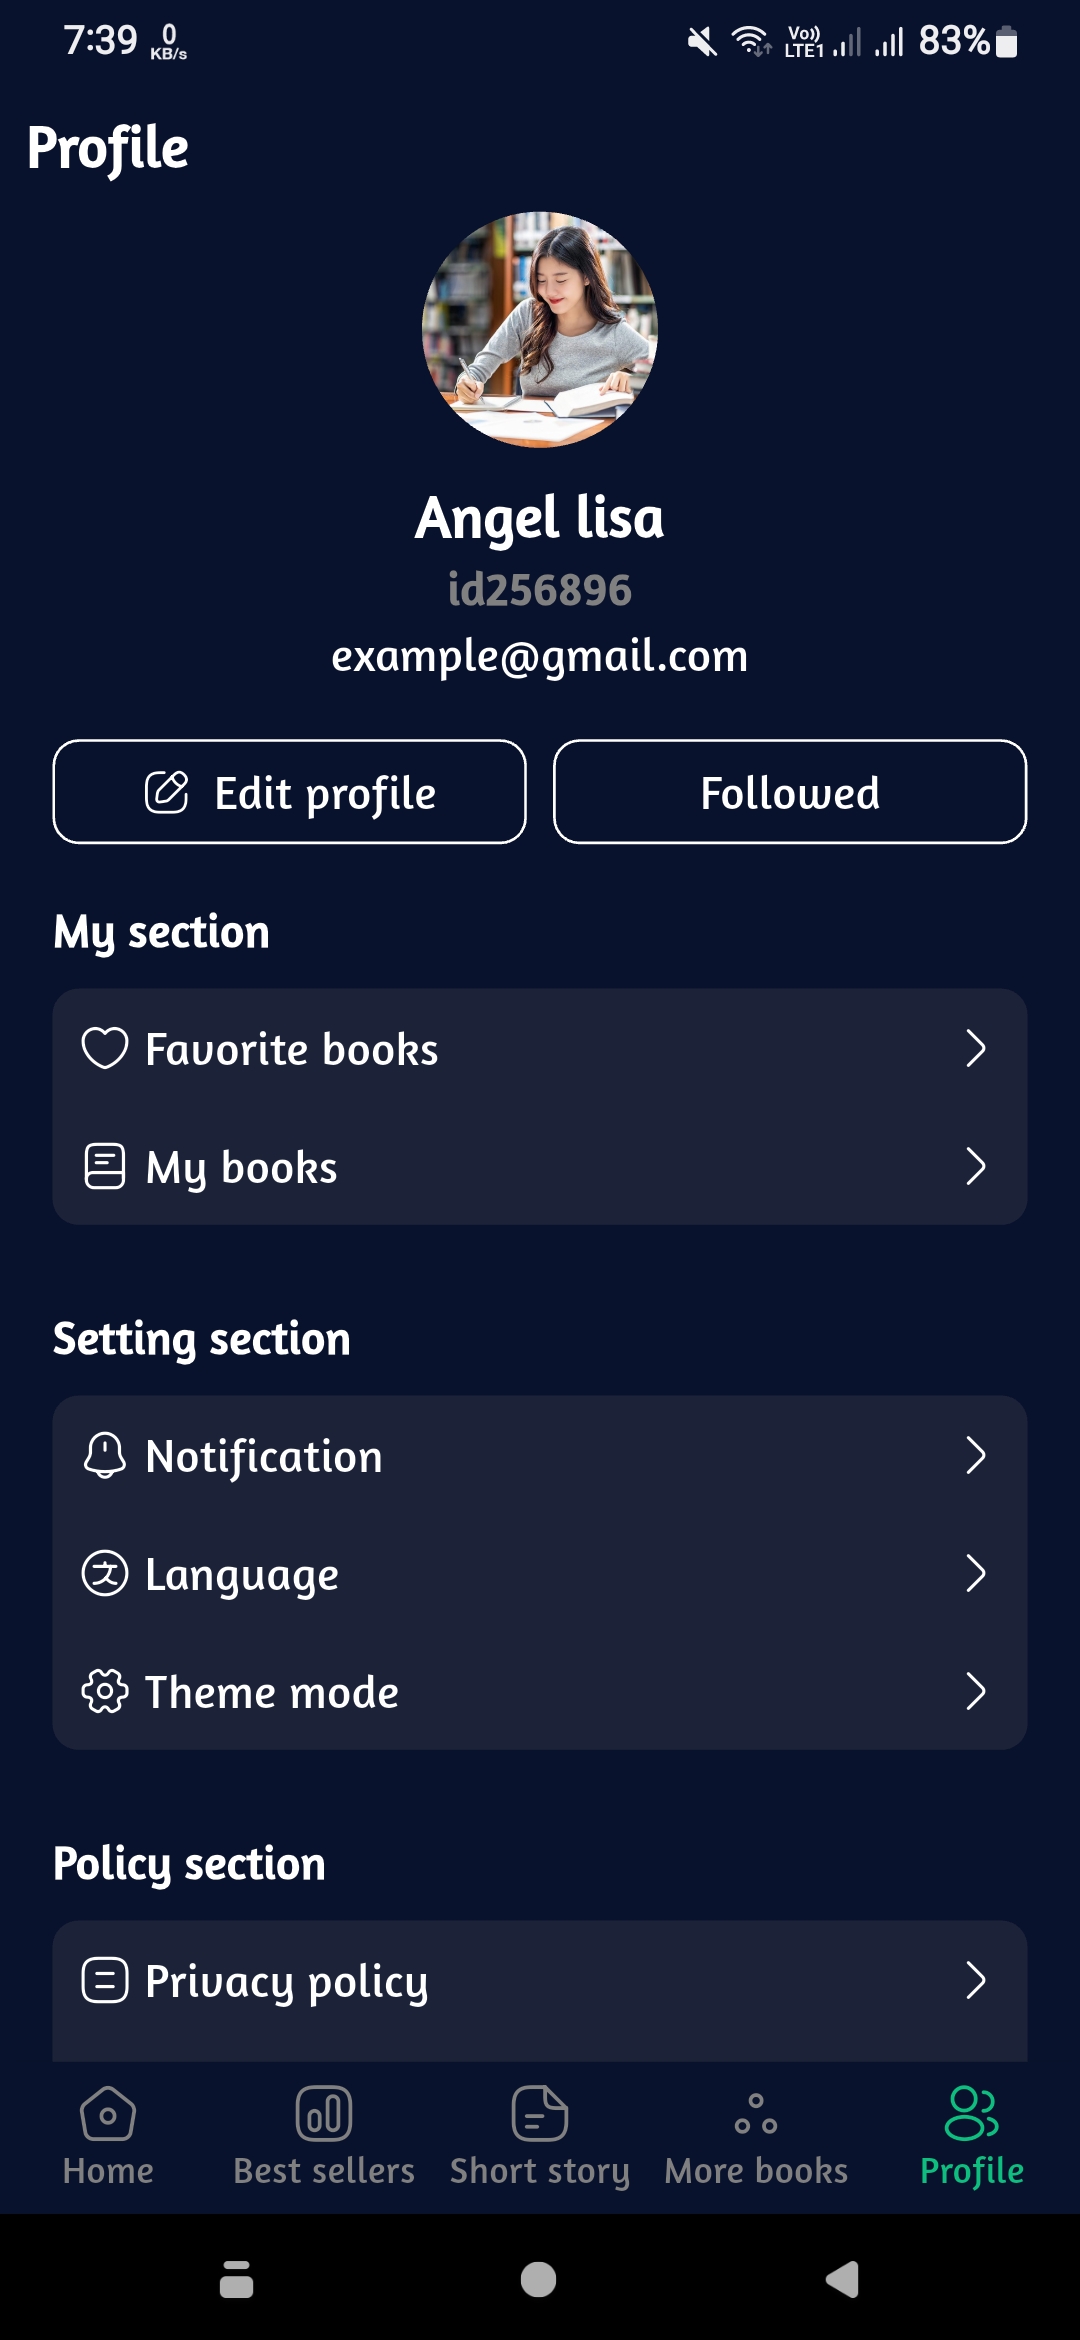 7:39 0 KB/s Vo)) LTE1 83%
Profile
Angel lisa
id256896
example@gmail.com
Edit profile Followed
My section
Favorite books
My books
Setting section
Notification
Language
Theme mode
Policy section
Privacy policy
Home Best sellers Short story More books Profile